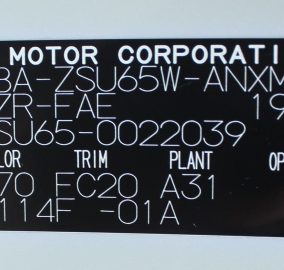 MOTOR CORPORATI
BA-ZSU65W-ANXM
ZR-FAE 19
SU65-0022039
LOR TRIM PLANT OP
70 FC20 A31
114F -01A